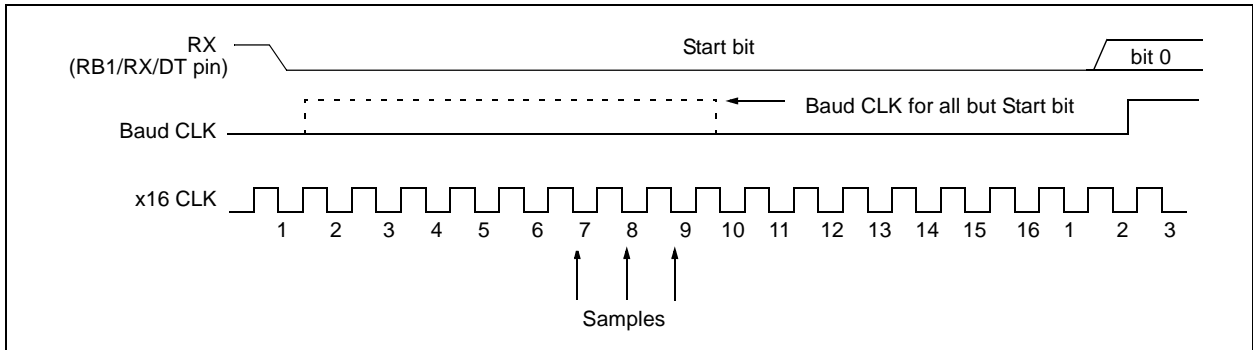 RX
(RB1/RX/DT pin)
Start bit
bit 0
Baud CLK for all but Start bit
Baud CLK
x16 CLK
1 2 3 4 5 6 7 8 9 10 11 12 13 14 15 16 1 2 3
Samples